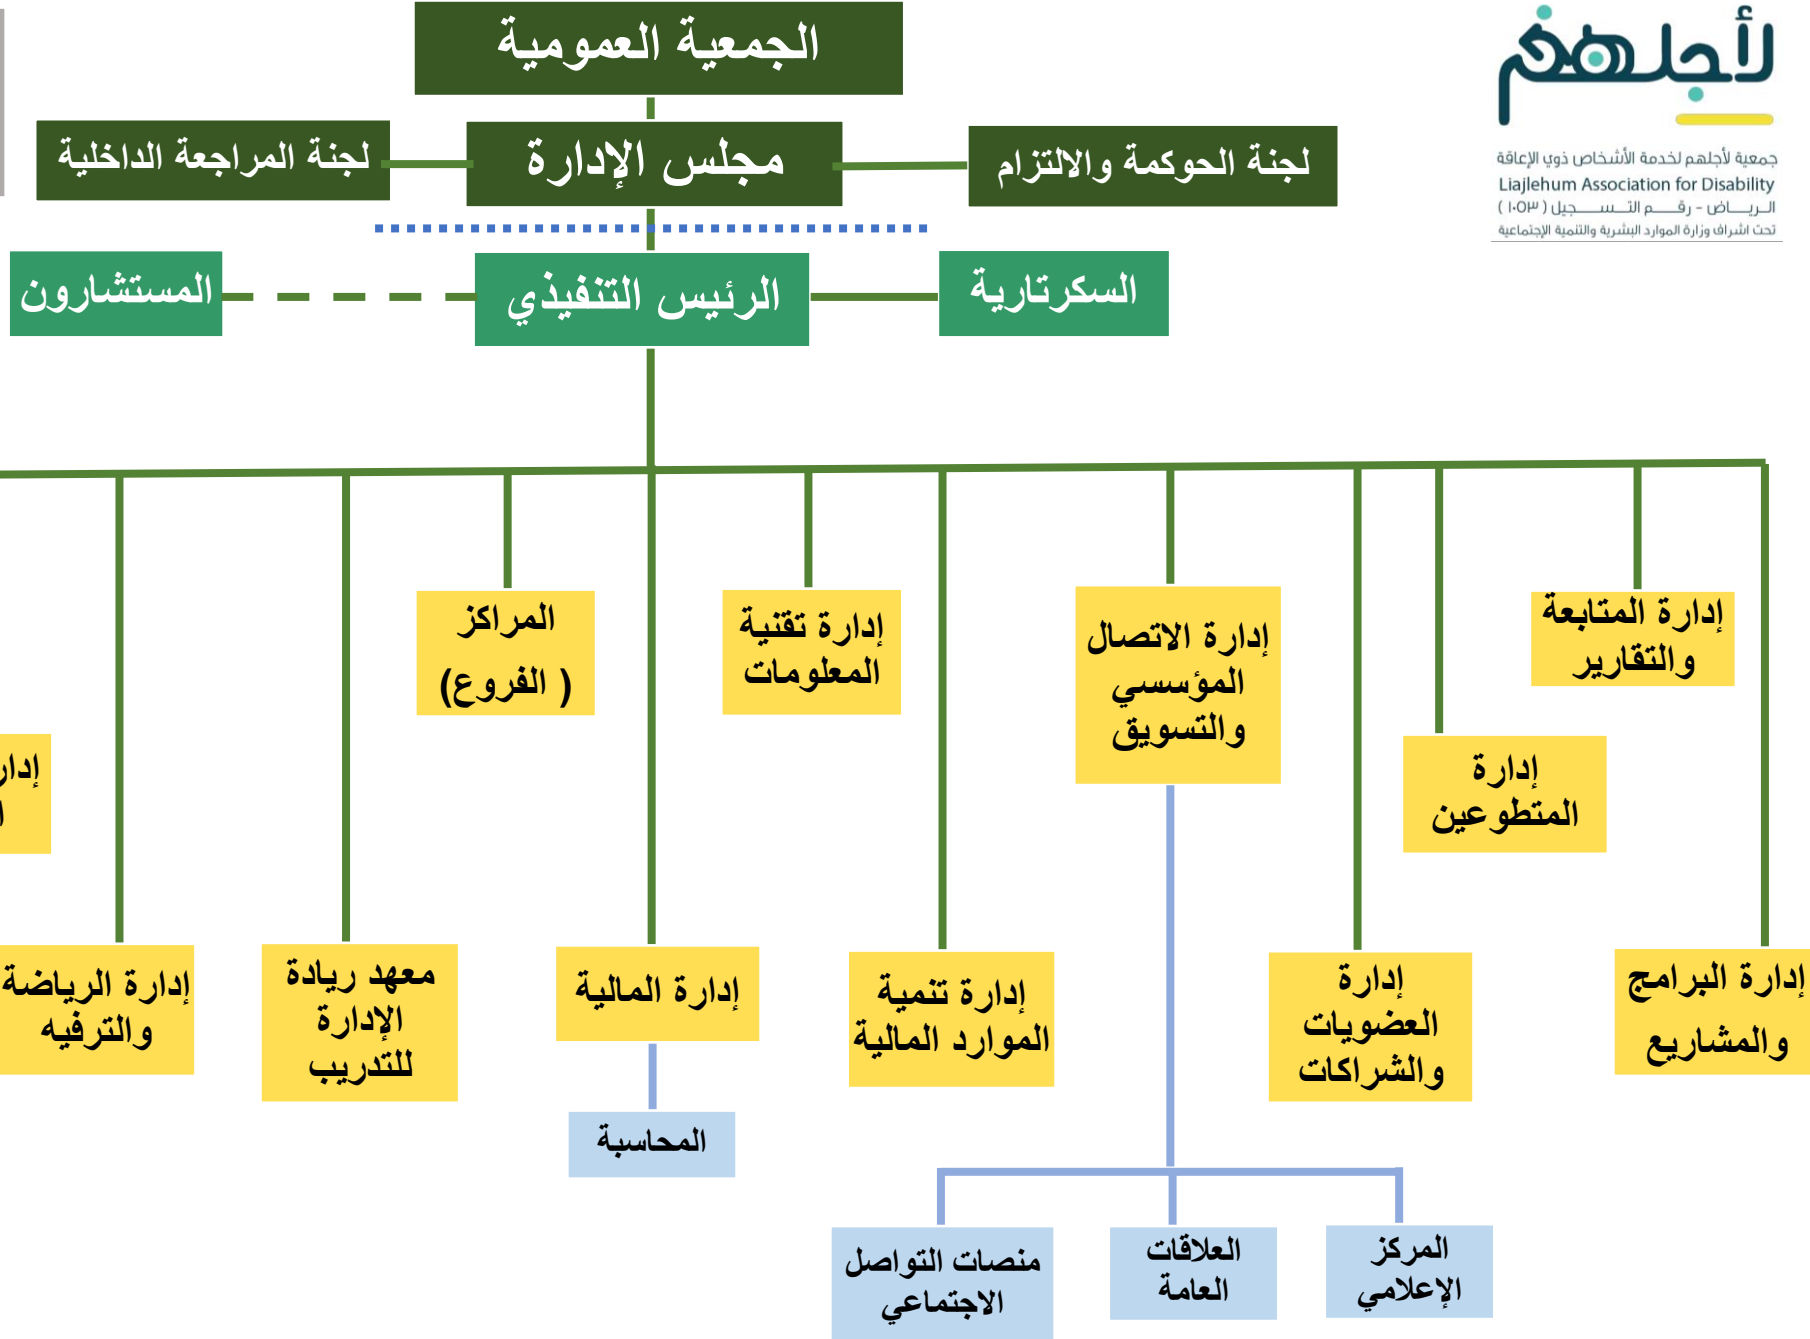 الجمعية العمومية
لأجلهم
جمعية لأجلهم لخدمة الأشخاص ذوي الإعاقة
Liajlehum Association for Disability
الرياض - رقم التسجيل ( ١٠٥٣ )
تحت اشراف وزارة الموارد البشرية والتنمية الإجتماعية
لجنة الحوكمة والالتزام
مجلس الإدارة
لجنة المراجعة الداخلية
السكرتارية
الرئيس التنفيذي
المستشارون
إدارة المتابعة
والتقارير
إدارة الاتصال
المؤسسي
والتسويق
إدارة تقنية
المعلومات
المراكز
( الفروع)
إدارة
المتطوعين
إدارة البرامج
والمشاريع
إدارة
العضويات
والشراكات
إدارة تنمية
الموارد المالية
إدارة المالية
معهد ريادة
الإدارة
للتدريب
إدارة الرياضة
والترفيه
المحاسبة
المركز
الإعلامي
العلاقات
العامة
منصات التواصل
الاجتماعي